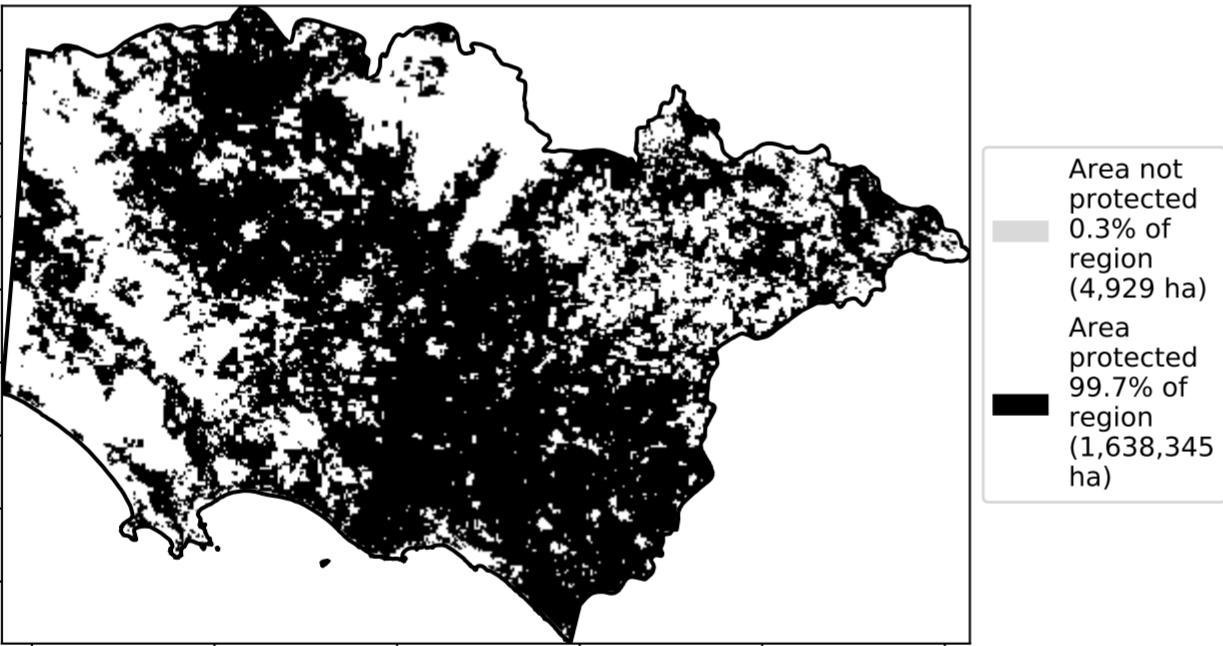 Area not
protected
0.3% of
region
(4,929 ha)
Area
protected
99.7% of
region
(1,638,345
ha)